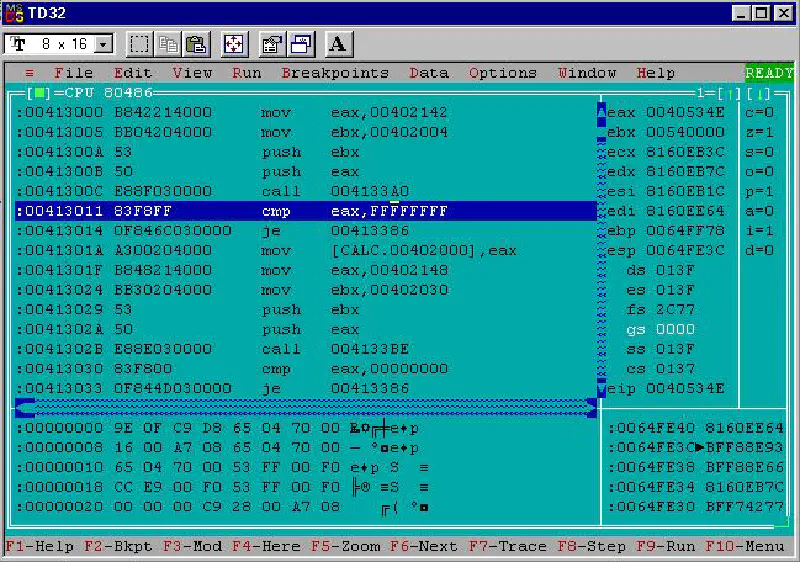 MS DOS TD32
Tr 8 x 16 A
≡ File Edit View Run Breakpoints Data Options Window Help READY
[■]=CPU 80486 1=[↑][↓]
:00413000 B842214000 mov eax,00402142 eax 0040534E c=0
:00413005 BB04204000 mov ebx,00402004 ebx 00540000 z=1
:0041300A 53 push ebx ecx 8160EB3C s=0
:0041300B 50 push eax edx 8160EB7C o=0
:0041300C E88F030000 call 004133A0 esi 8160EB1C p=1
:00413011 83F8FF cmp eax,FFFFFFFF edi 8160EE64 a=0
:00413014 0F846C030000 je 00413386 ebp 0064FF78 i=1
:0041301A A300204000 mov [CALC.00402000],eax esp 0064FE3C d=0
:0041301F B848214000 mov eax,00402148 ds 013F
:00413024 BB30204000 mov ebx,00402030 es 013F
:00413029 53 push ebx fs 2C77
:0041302A 50 push eax gs 0000
:0041302B E88E030000 call 004133BE ss 013F
:00413030 83F800 cmp eax,00000000 cs 0137
:00413033 0F844D030000 je 00413386 eip 0040534E
:00000000 9E 0F C9 D8 65 04 70 00 ₧☼╔╪e♦p :0064FE40 8160EE64
:00000008 16 00 A7 08 65 04 70 00 ▬ º◘e♦p :0064FE3C►BFF88E93
:00000010 65 04 70 00 53 FF 00 F0 e♦p S ≡ :0064FE38 BFF88E66
:00000018 CC E9 00 F0 53 FF 00 F0 ╠Θ ≡S ≡ :0064FE34 8160EB7C
:00000020 00 00 00 C9 28 00 A7 08 ╔( º◘ :0064FE30 BFF74277
F1-Help F2-Bkpt F3-Mod F4-Here F5-Zoom F6-Next F7-Trace F8-Step F9-Run F10-Menu